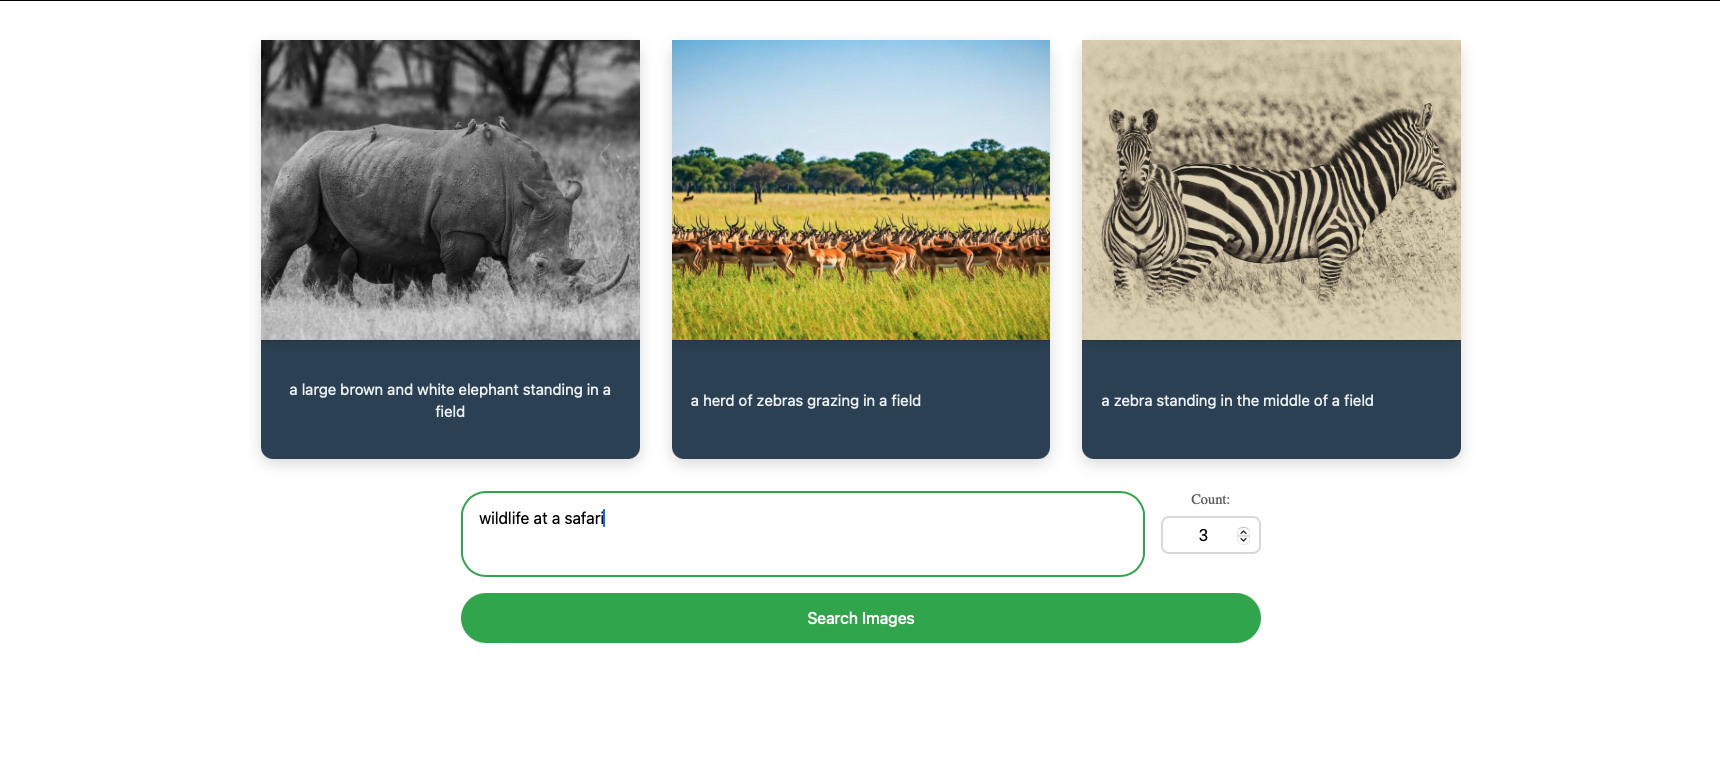 a large brown and white elephant standing in a
field
a herd of zebras grazing in a field
a zebra standing in the middle of a field
wildlife at a safari
Count:
3
Search Images